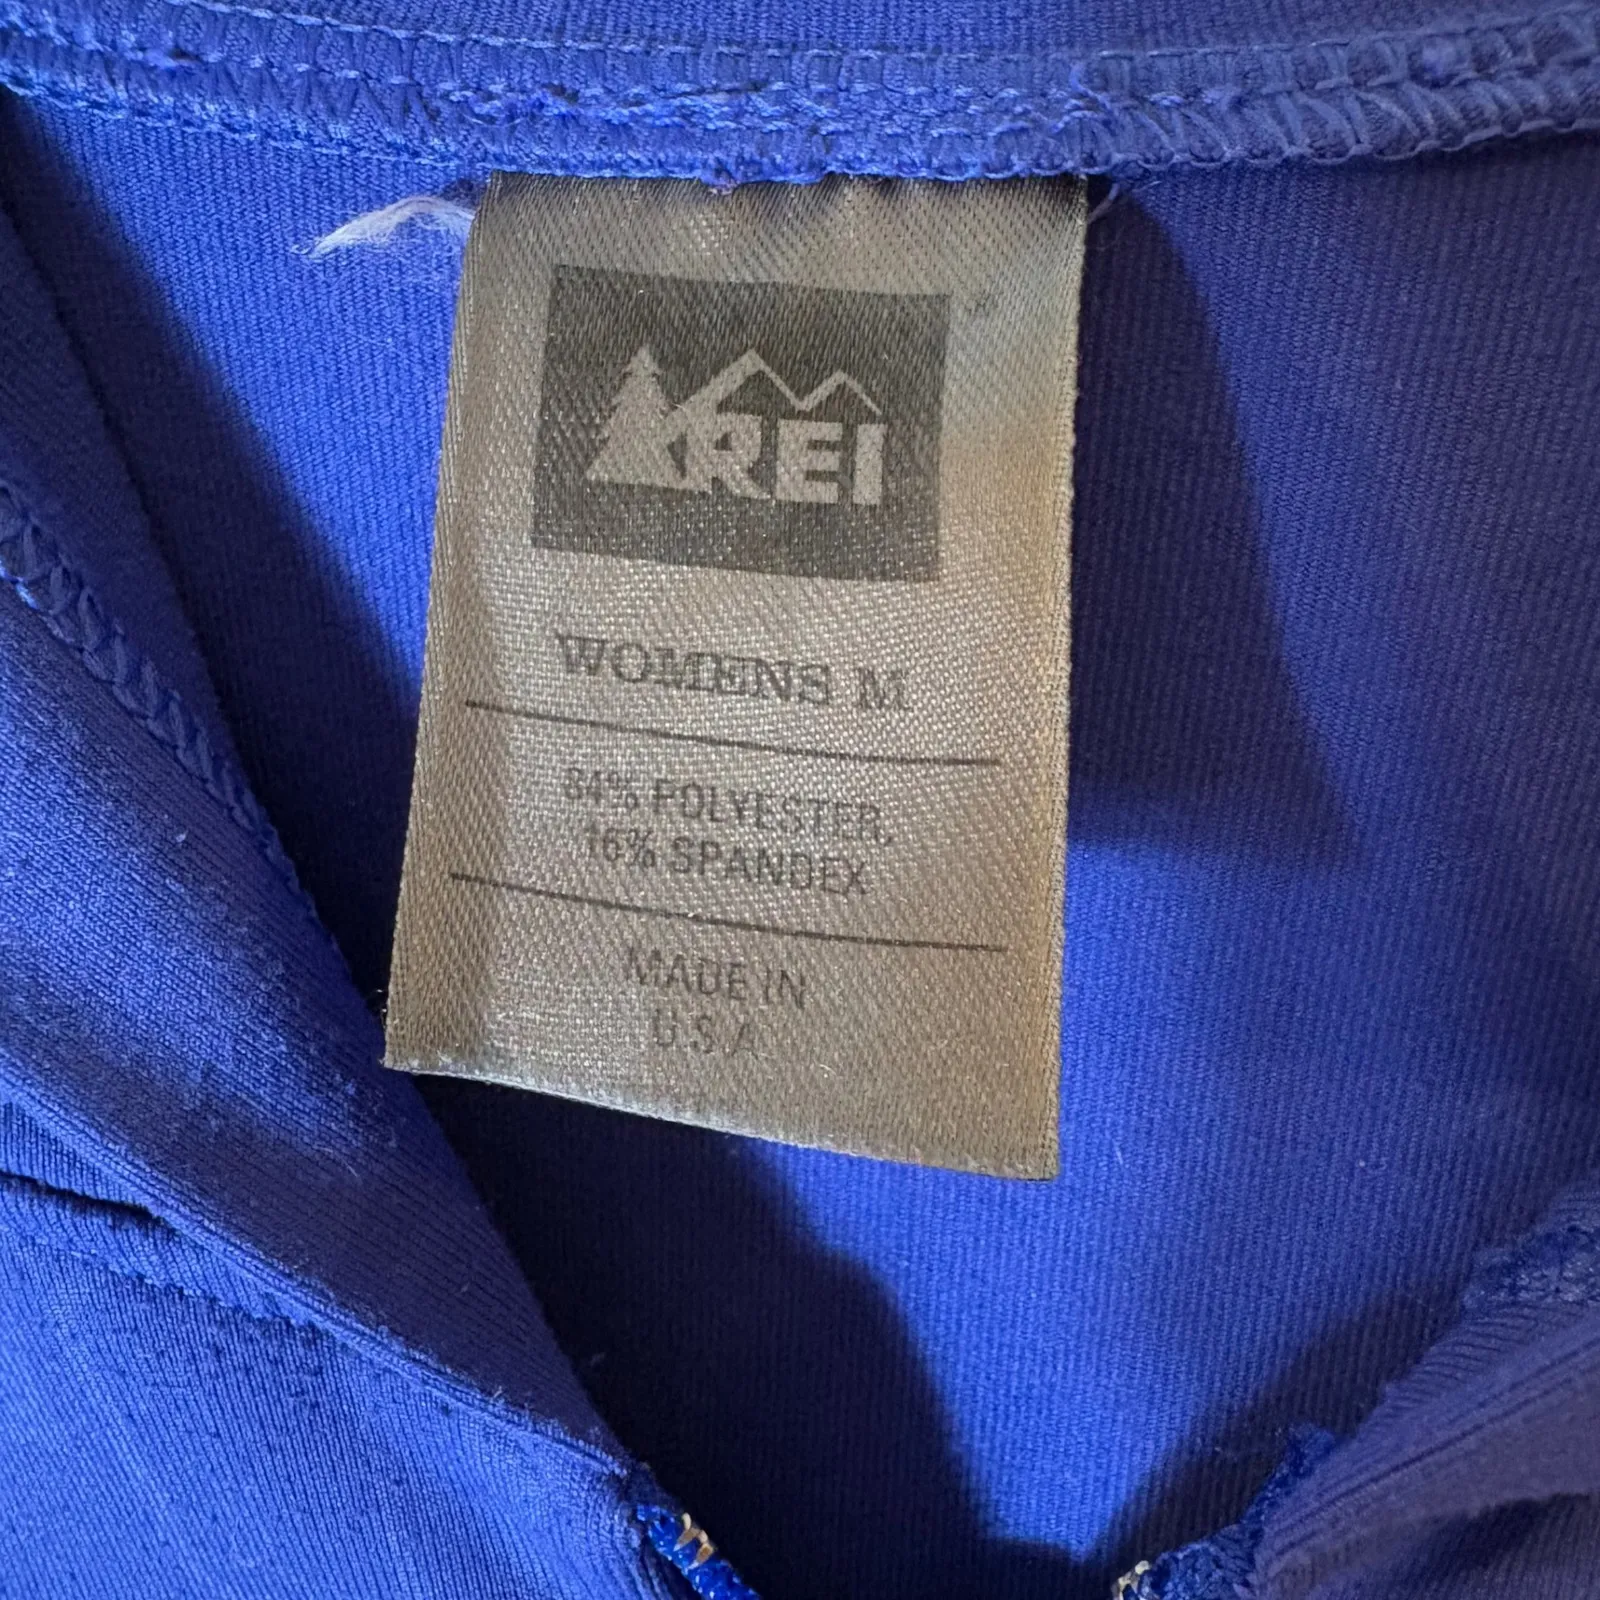 REI
WOMENS M
84% POLYESTER,
16% SPANDEX
MADE IN
U.S.A.